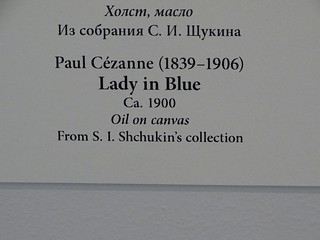 Холст, масло
Из собрания С. И. Щукина
Paul Cézanne (1839–1906)
Lady in Blue
Ca. 1900
Oil on canvas
From S. I. Shchukin's collection